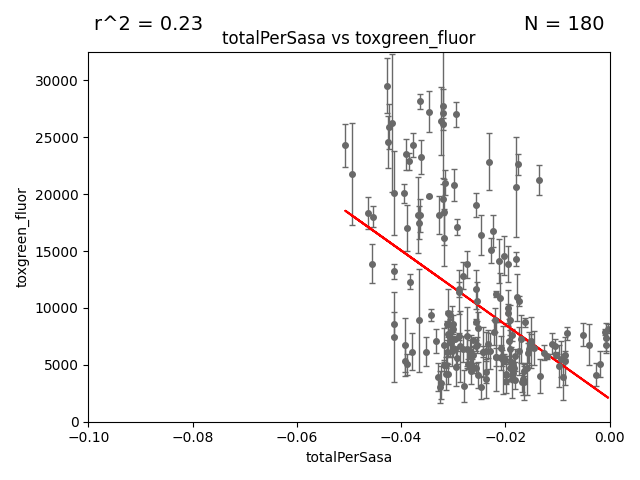 r^2 = 0.23
N = 180
totalPerSasa vs toxgreen_fluor
30000
25000
20000
15000
10000
5000
0
toxgreen_fluor
−0.10
−0.08
−0.06
−0.04
−0.02
0.00
totalPerSasa